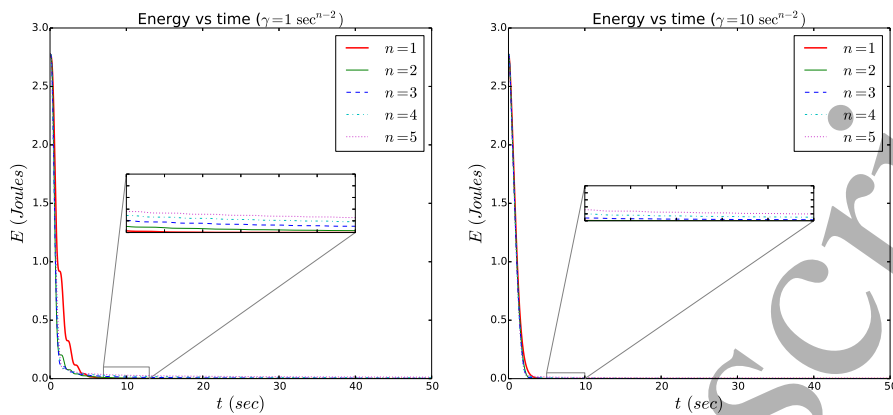 Energy vs time (γ=1 sec^{n−2})
3.0
2.5
2.0
1.5
1.0
0.5
0.0
E (Joules)
n=1
n=2
n=3
n=4
n=5
0 10 20 30 40 50
t (sec)
Energy vs time (γ=10 sec^{n−2})
3.0
2.5
2.0
1.5
1.0
0.5
0.0
E (Joules)
n=1
n=2
n=3
n=4
n=5
0 10 20 30 40 50
t (sec)
scri